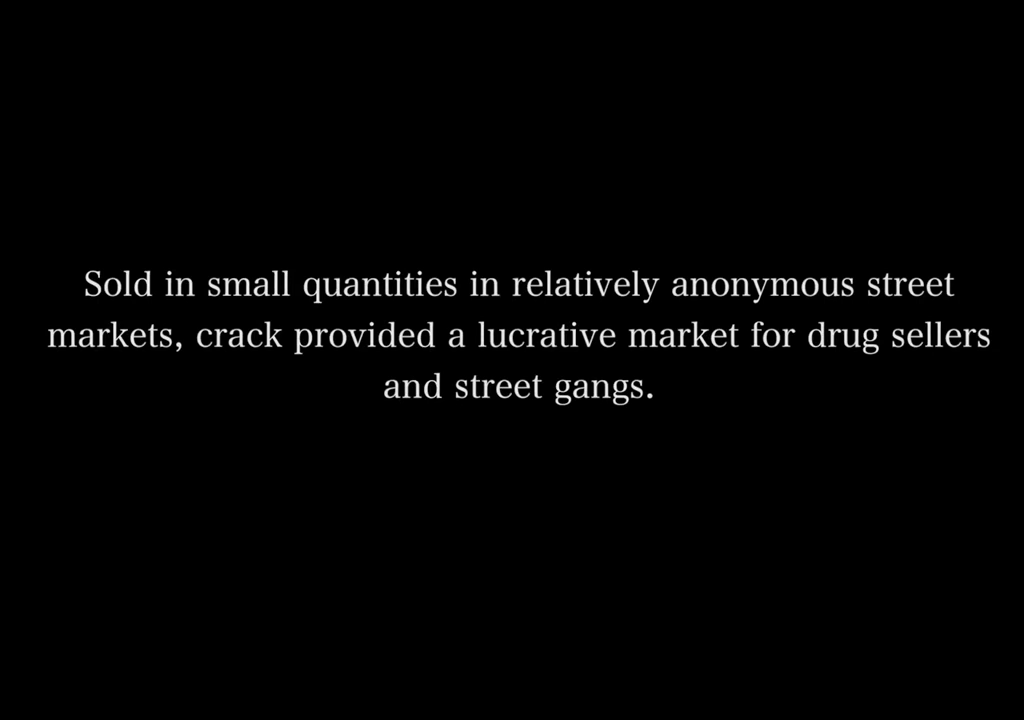 Sold in small quantities in relatively anonymous street
markets, crack provided a lucrative market for drug sellers
and street gangs.